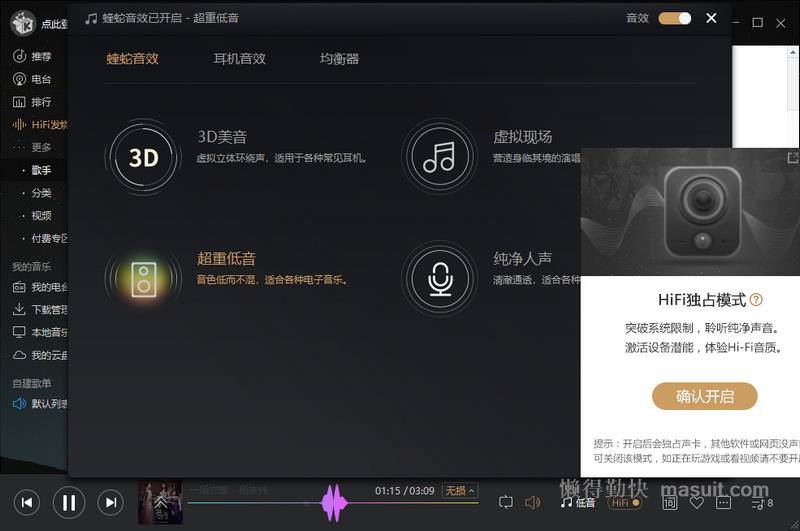 点此登
蝰蛇音效已开启 - 超重低音
音效
推荐
电台
排行
HiFi发烧
更多
歌手
分类
视频
付费专区
我的音乐
我的电台
下载管理
本地音乐
我的云盘
自建歌单
默认列表
蝰蛇音效
耳机音效
均衡器
3D
3D美音
虚拟立体环绕声，适用于各种常见耳机。
虚拟现场
营造身临其境的演唱
超重低音
音色低而不混，适合各种电子音乐。
纯净人声
清澈通透，适合各种
HiFi独占模式?
突破系统限制，聆听纯净声音。
激活设备潜能，体验Hi-Fi音质。
确认开启
提示：开启后会独占声卡，其他软件或网页没声
可关闭该模式，如正在玩游戏或看视频请不要开
01:15 / 03:09
无损
低音
HiFi
词
8
懒得勤快 masuit.com